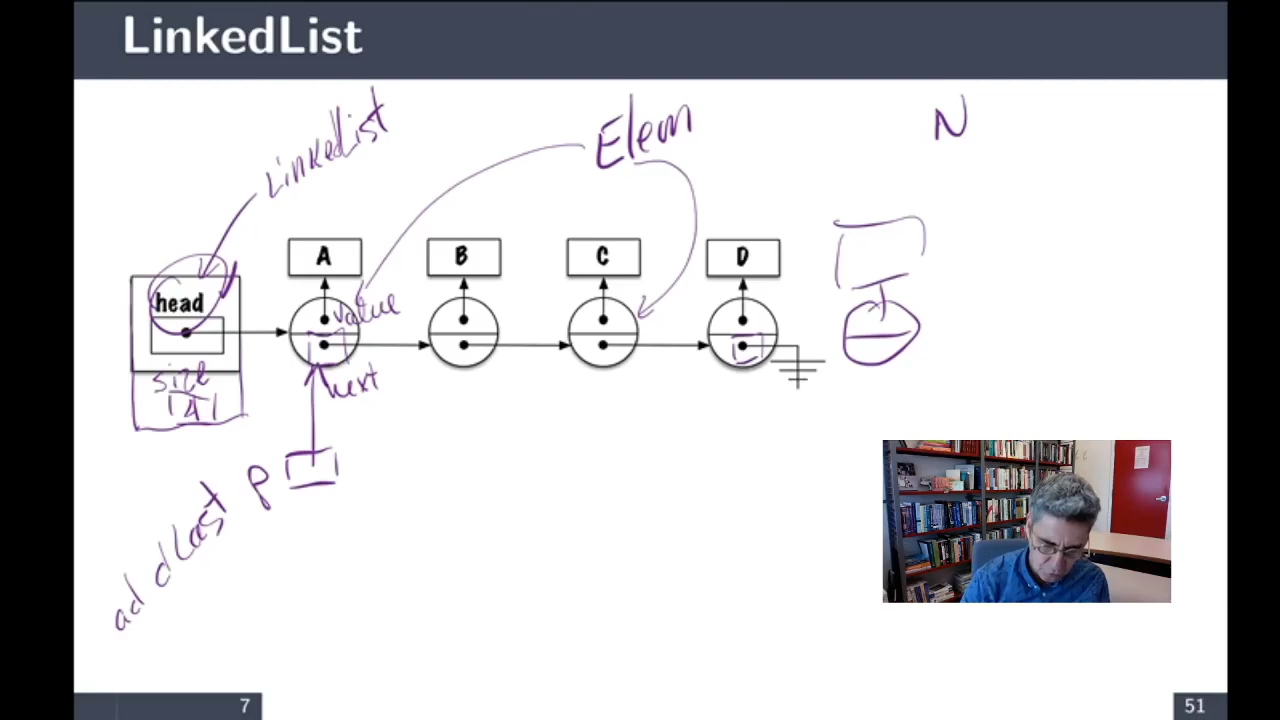 LinkedList
LinkedList
Elem
N
A
B
C
D
head
value
size
4
next
p
addLast
7
51